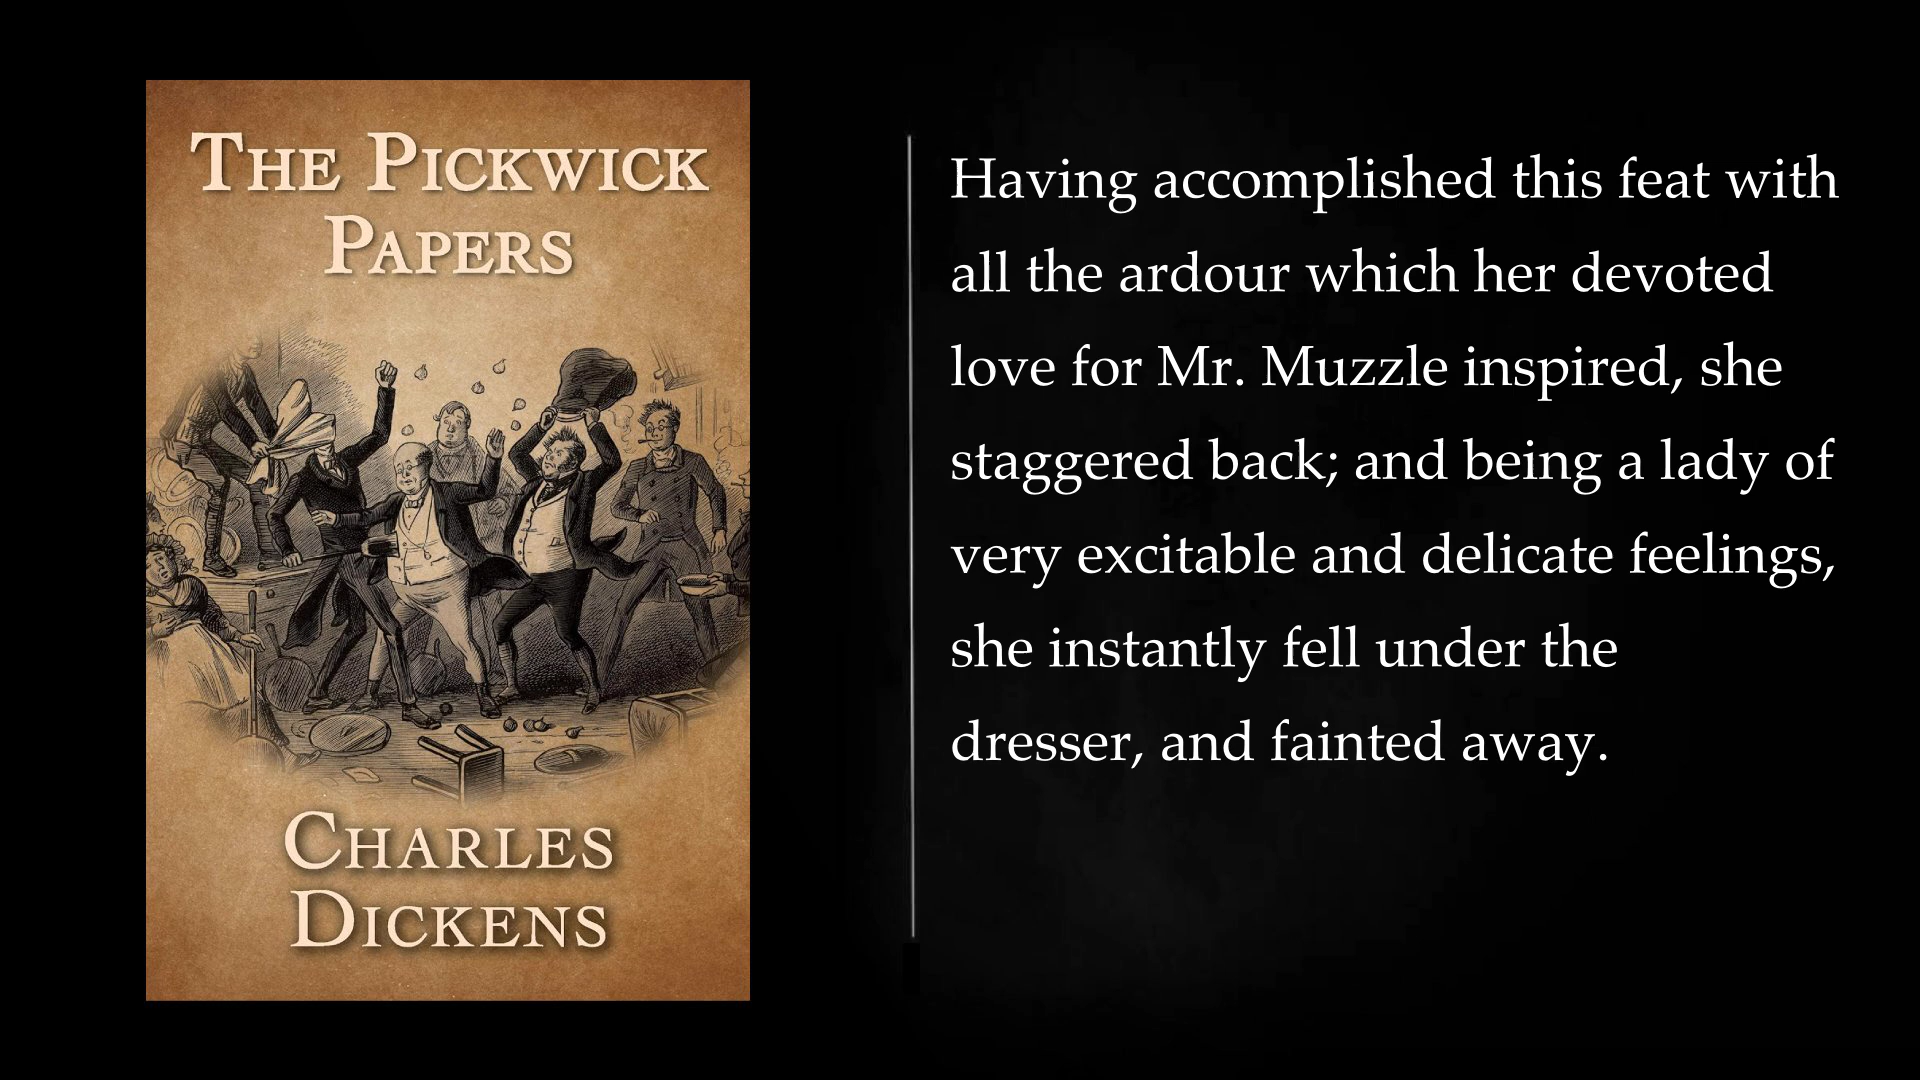 The Pickwick
Papers
Charles
Dickens
Having accomplished this feat with
all the ardour which her devoted
love for Mr. Muzzle inspired, she
staggered back; and being a lady of
very excitable and delicate feelings,
she instantly fell under the
dresser, and fainted away.